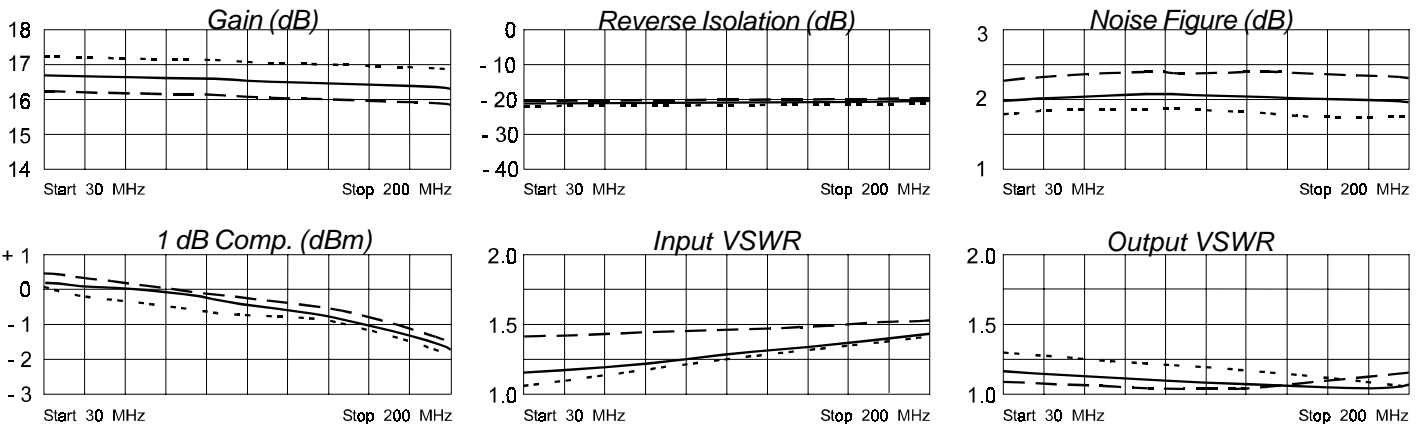 Gain (dB)
18
17
16
15
14
Start 30 MHz
Stop 200 MHz
Reverse Isolation (dB)
0
- 10
- 20
- 30
- 40
Start 30 MHz
Stop 200 MHz
Noise Figure (dB)
3
2
1
Start 30 MHz
Stop 200 MHz
1 dB Comp. (dBm)
+ 1
0
- 1
- 2
- 3
Start 30 MHz
Stop 200 MHz
Input VSWR
2.0
1.5
1.0
Start 30 MHz
Stop 200 MHz
Output VSWR
2.0
1.5
1.0
Start 30 MHz
Stop 200 MHz